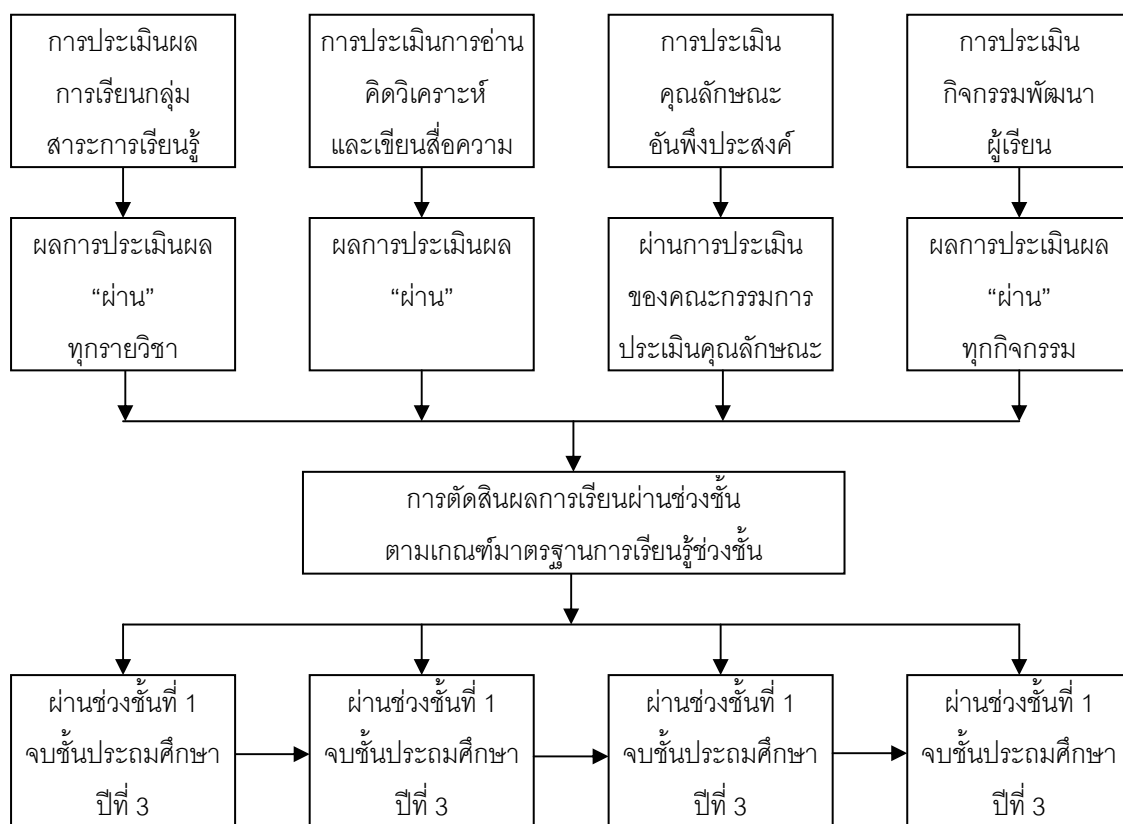 การประเมินผล
การเรียนกลุ่ม
สาระการเรียนรู้
การประเมินการอ่าน
คิดวิเคราะห์
และเขียนสื่อความ
การประเมิน
คุณลักษณะ
อันพึงประสงค์
การประเมิน
กิจกรรมพัฒนา
ผู้เรียน
ผลการประเมินผล
“ผ่าน”
ทุกรายวิชา
ผลการประเมินผล
“ผ่าน”
ผ่านการประเมิน
ของคณะกรรมการ
ประเมินคุณลักษณะ
ผลการประเมินผล
“ผ่าน”
ทุกกิจกรรม
การตัดสินผลการเรียนผ่านช่วงชั้น
ตามเกณฑ์มาตรฐานการเรียนรู้ช่วงชั้น
ผ่านช่วงชั้นที่ 1
จบชั้นประถมศึกษา
ปีที่ 3
ผ่านช่วงชั้นที่ 1
จบชั้นประถมศึกษา
ปีที่ 3
ผ่านช่วงชั้นที่ 1
จบชั้นประถมศึกษา
ปีที่ 3
ผ่านช่วงชั้นที่ 1
จบชั้นประถมศึกษา
ปีที่ 3